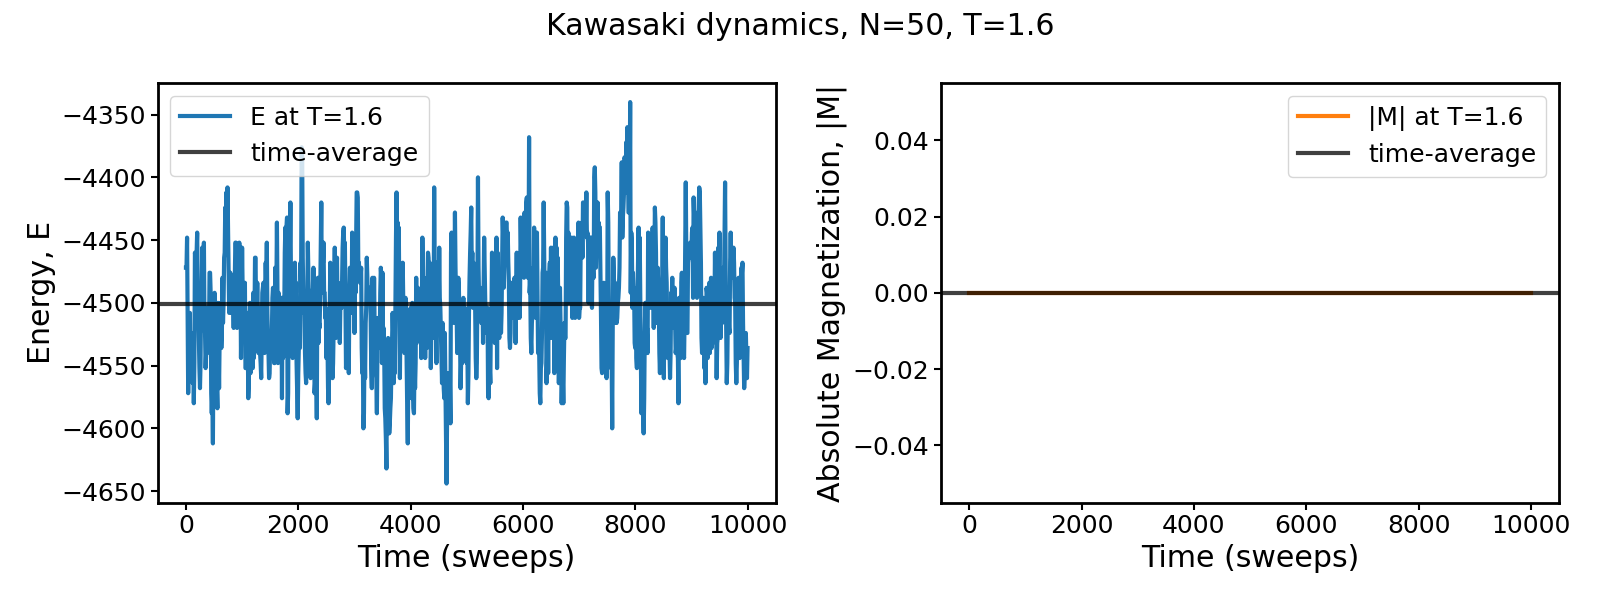 Kawasaki dynamics, N=50, T=1.6
Energy, E
−4350
−4400
−4450
−4500
−4550
−4600
−4650
E at T=1.6
time-average
0
2000
4000
6000
8000
10000
Time (sweeps)
Absolute Magnetization, |M|
0.04
0.02
0.00
−0.02
−0.04
|M| at T=1.6
time-average
0
2000
4000
6000
8000
10000
Time (sweeps)